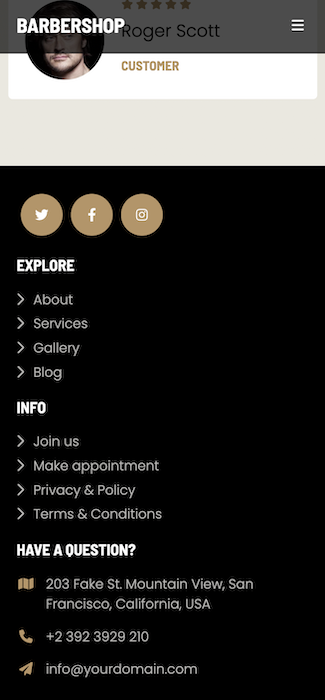 BARBERSHOP
Roger Scott
CUSTOMER
EXPLORE
About
Services
Gallery
Blog
INFO
Join us
Make appointment
Privacy & Policy
Terms & Conditions
HAVE A QUESTION?
203 Fake St. Mountain View, San
Francisco, California, USA
+2 392 3929 210
info@yourdomain.com